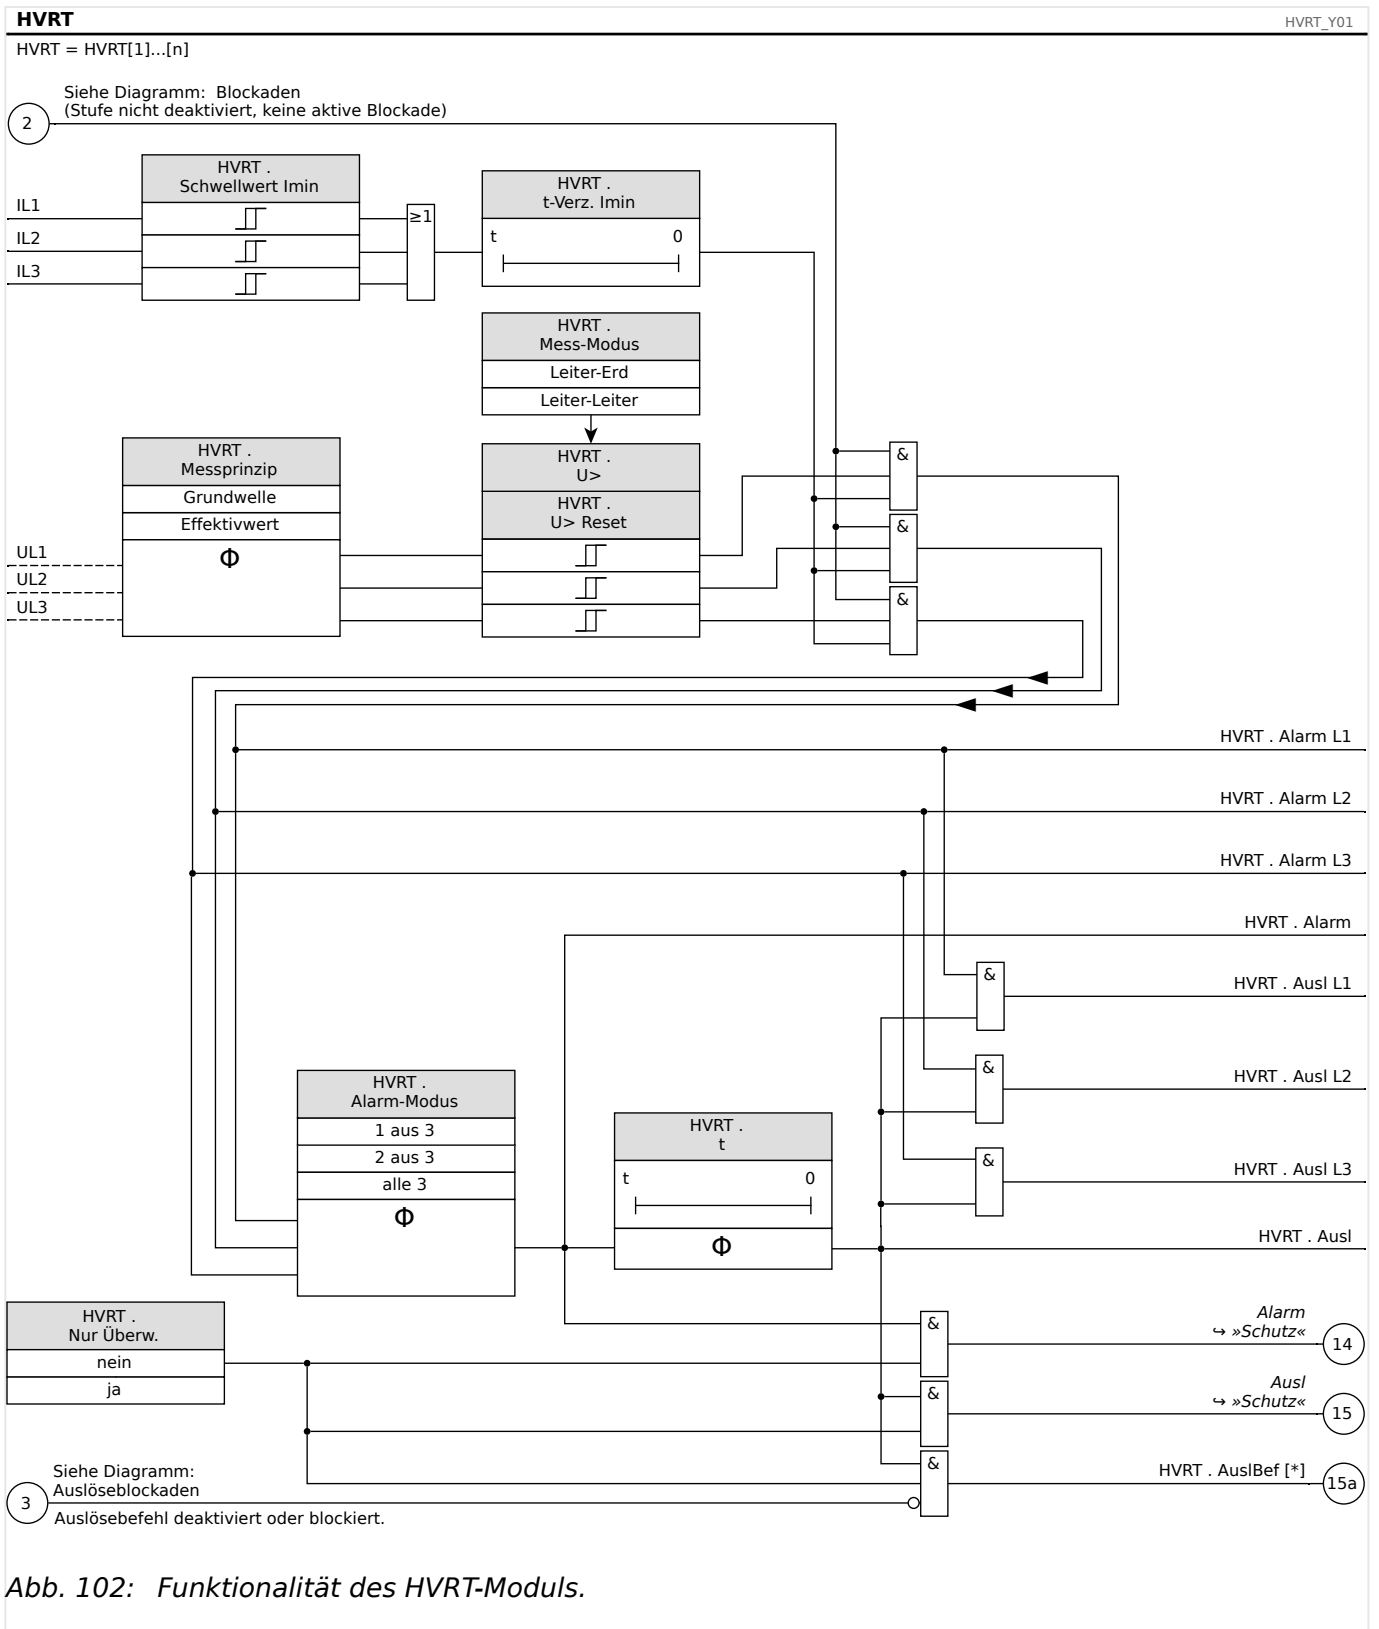 HVRT
HVRT_Y01
HVRT = HVRT[1]...[n]
Siehe Diagramm: Blockaden
(Stufe nicht deaktiviert, keine aktive Blockade)
2
HVRT .
Schwellwert Imin
HVRT .
t-Verz. Imin
IL1
≥1
IL2
t 0
IL3
HVRT .
Mess-Modus
Leiter-Erd
Leiter-Leiter
HVRT .
Messprinzip
Grundwelle
Effektivwert
Φ
HVRT .
U>
HVRT .
U> Reset
&
&
&
UL1
UL2
UL3
HVRT . Alarm L1
HVRT . Alarm L2
HVRT . Alarm L3
HVRT . Alarm
&
HVRT . Ausl L1
&
HVRT . Ausl L2
HVRT .
Alarm-Modus
1 aus 3
2 aus 3
alle 3
Φ
HVRT .
t
t 0
Φ
&
HVRT . Ausl L3
HVRT . Ausl
HVRT .
Nur Überw.
nein
ja
&
Alarm
↪ »Schutz«
14
&
Ausl
↪ »Schutz«
15
&
HVRT . AuslBef [*]
15a
Siehe Diagramm:
Auslöseblockaden
3
Auslösebefehl deaktiviert oder blockiert.
Abb. 102: Funktionalität des HVRT-Moduls.